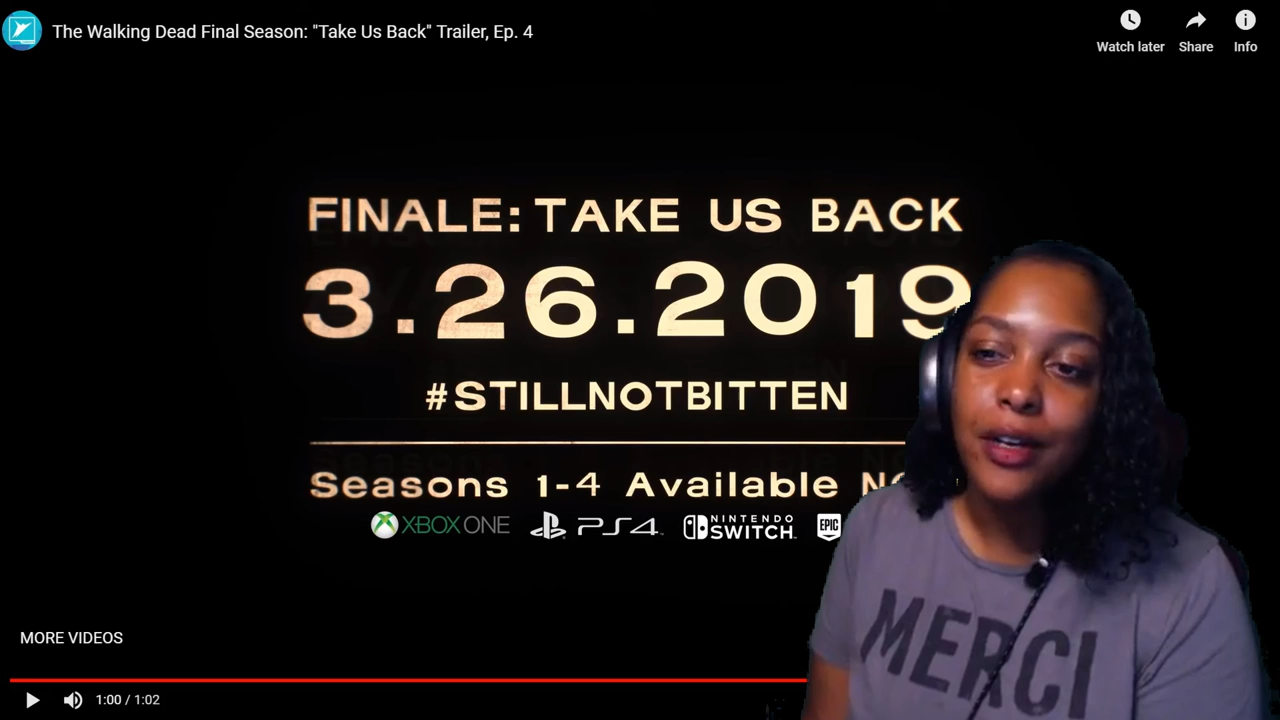 The Walking Dead Final Season: "Take Us Back" Trailer, Ep. 4
Watch later
Share
Info
FINALE: TAKE US BACK
3.26.2019
#STILLNOTBITTEN
Seasons 1-4 Available
XBOX ONE
PS4
NINTENDO
SWITCH
EPIC
MERCI
MORE VIDEOS
1:00 / 1:02